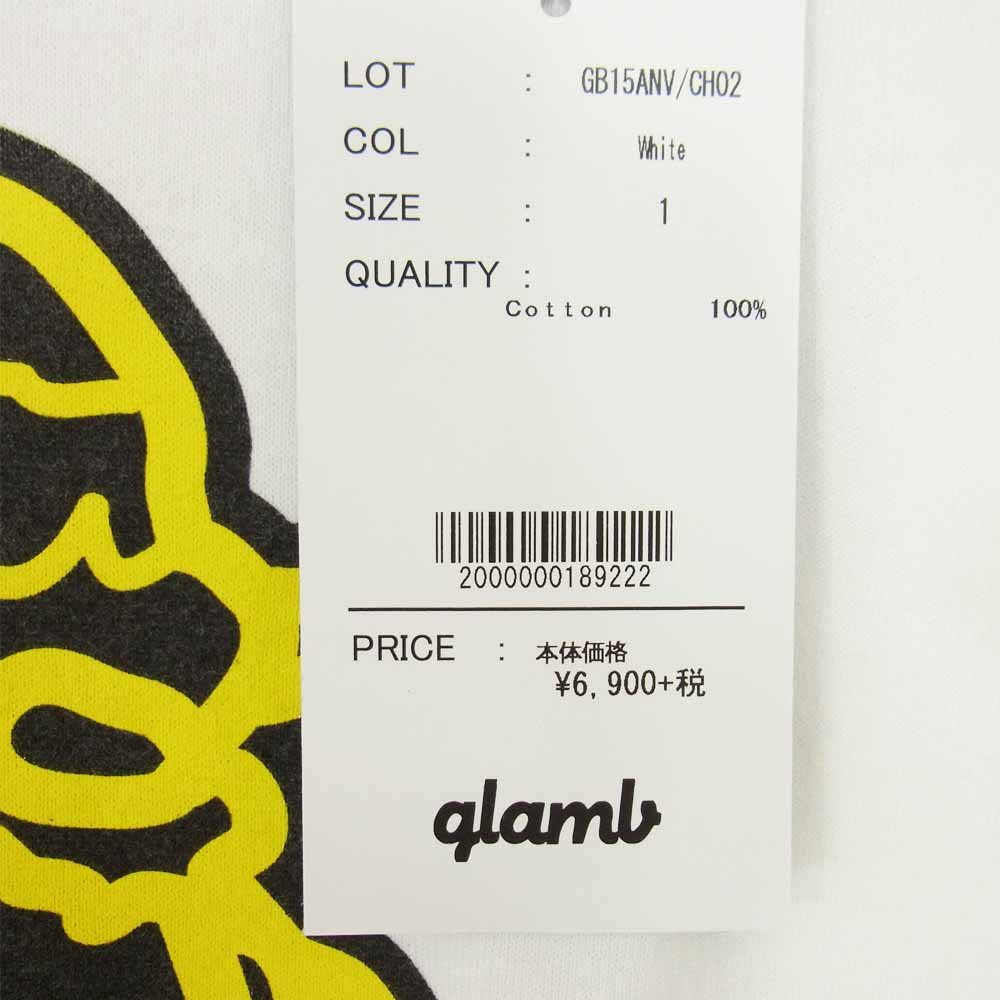 LOT : GB15ANV/CH02
COL : White
SIZE : 1
QUALITY :
Cotton 100%
2000000189222
PRICE : 本体価格
¥6,900+税
glamb